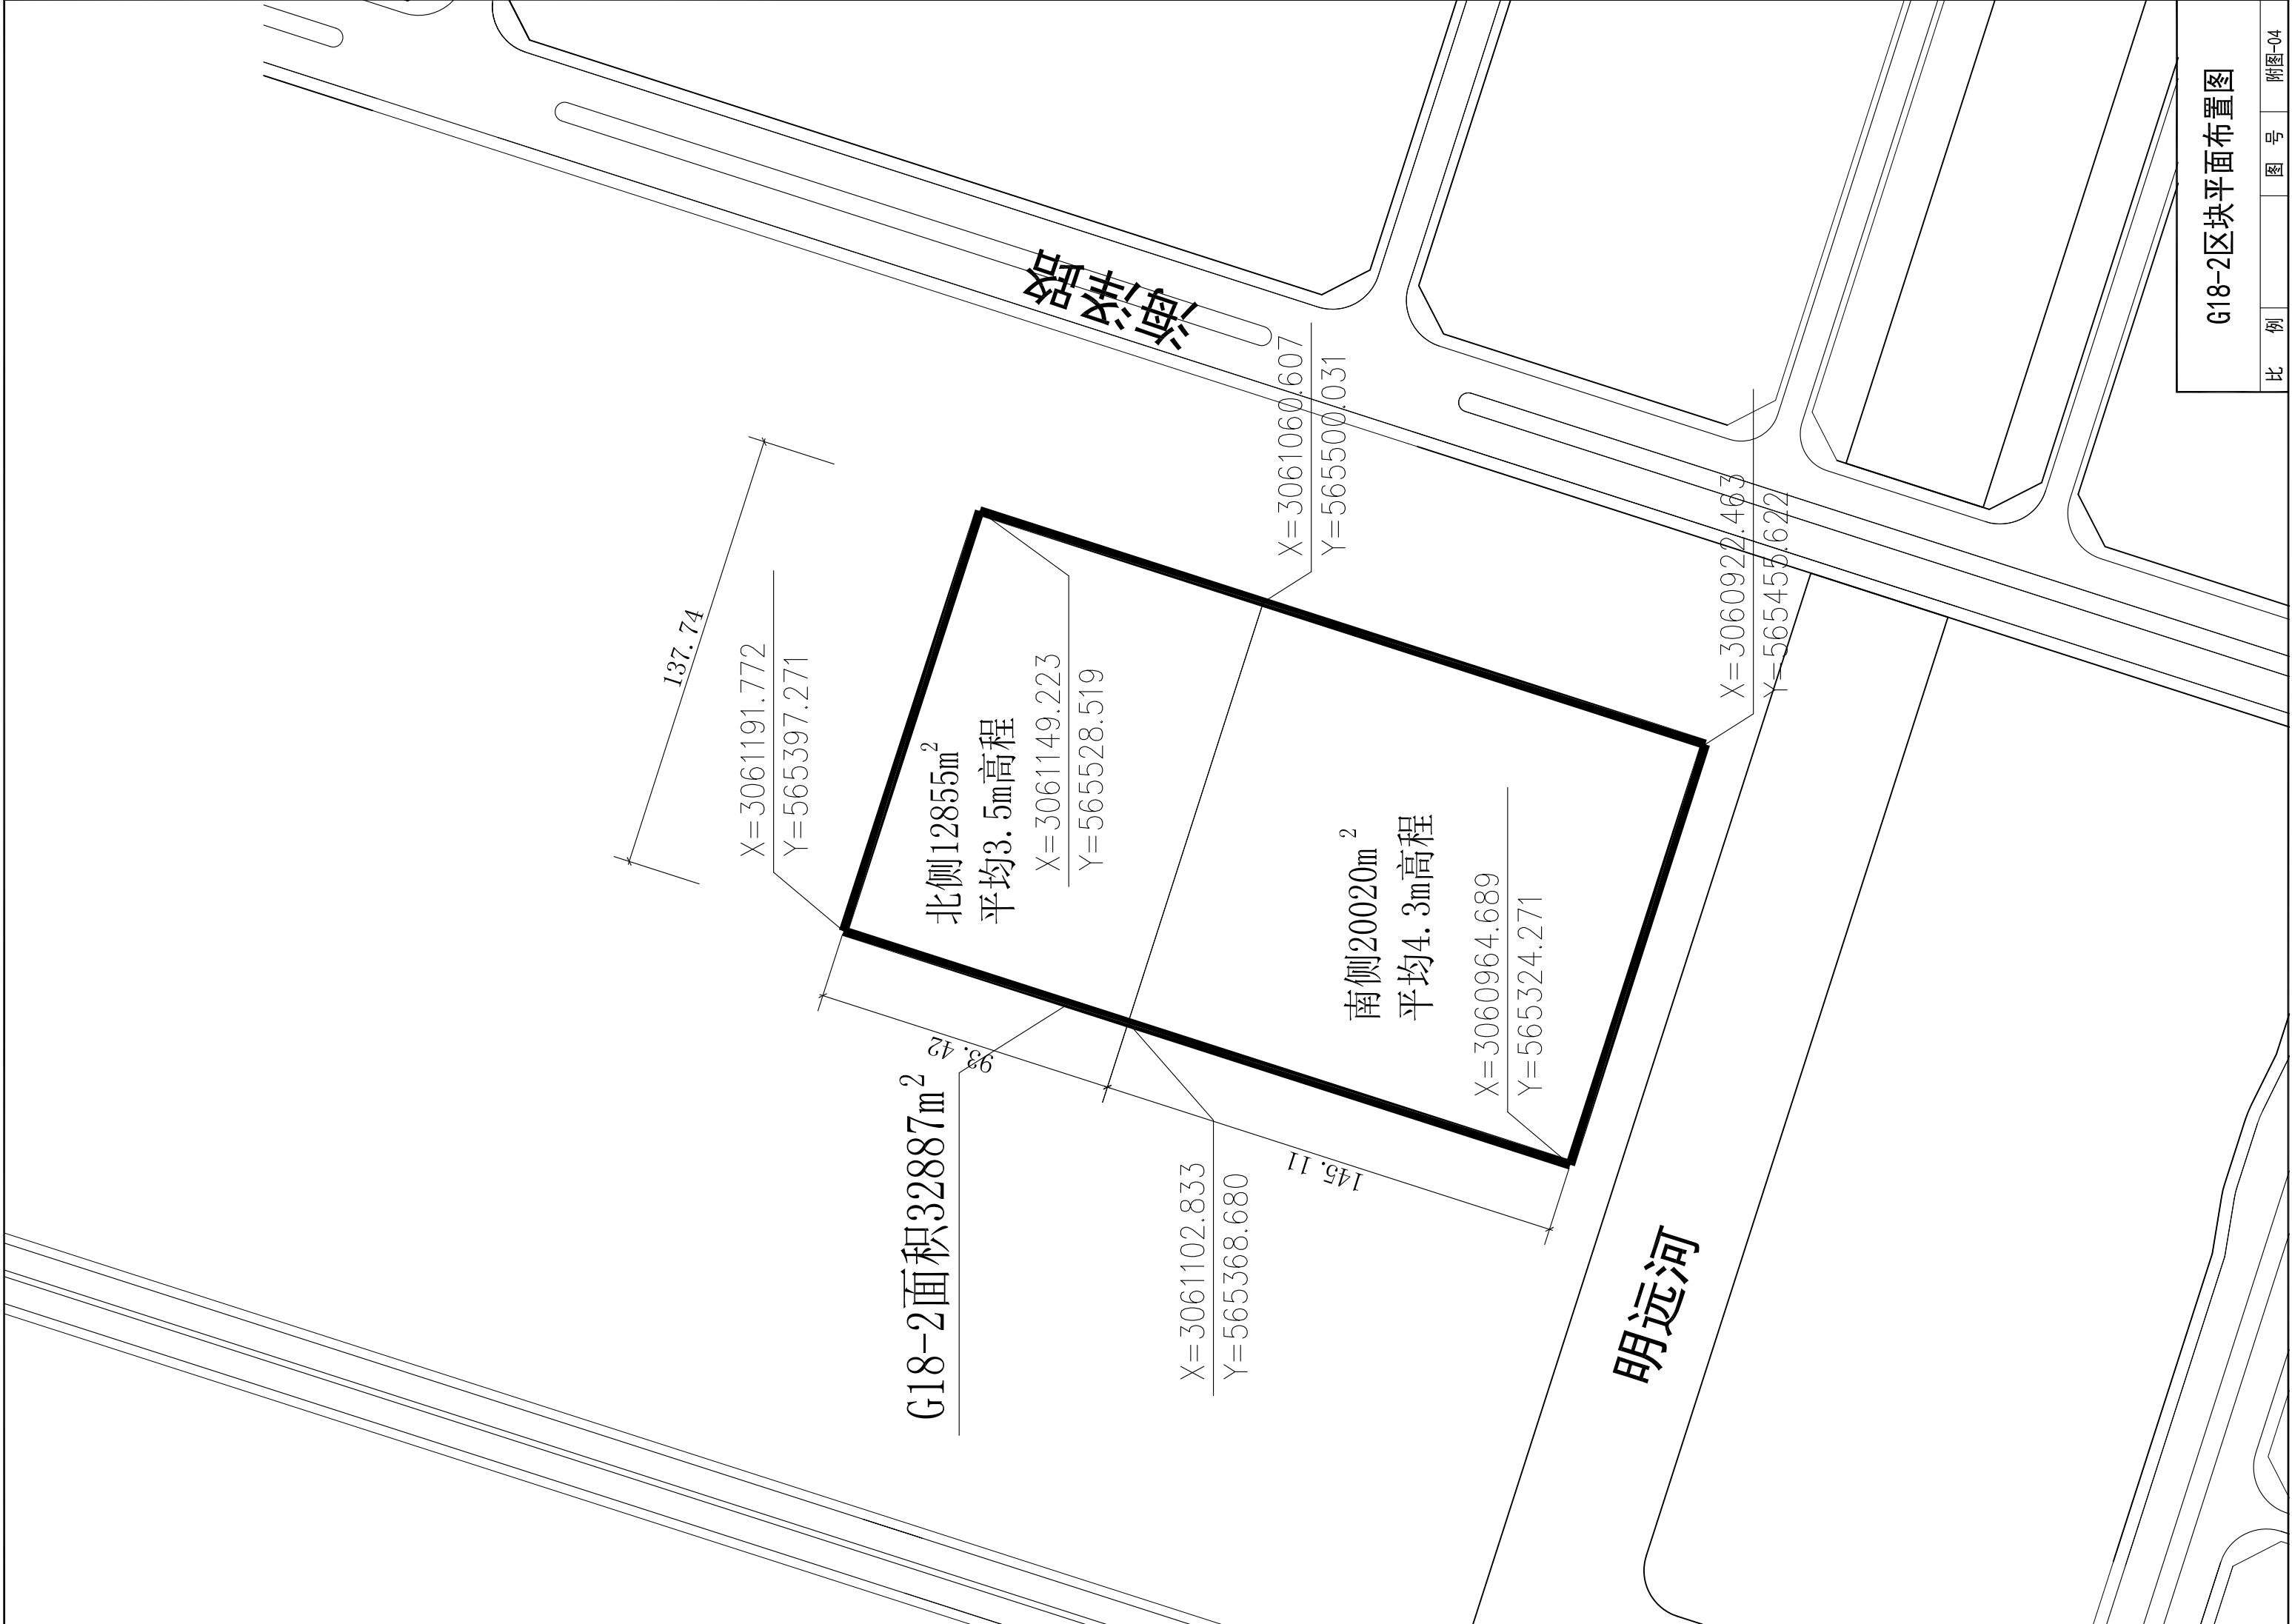 海洋路
137.74
X=3061191.772
Y=565397.271
北侧12855m²
平均3.5m高程
X=3061149.223
Y=565528.519
X=3061060.607
Y=565500.031
X=3060922.463
Y=565455.622
93.42
G18-2面积32887m²
南侧20020m²
平均4.3m高程
X=3060964.689
Y=565324.271
X=3061102.833
Y=565368.680
145.11
明远河
G18-2区块平面布置图
比 例
图 号
附图-04